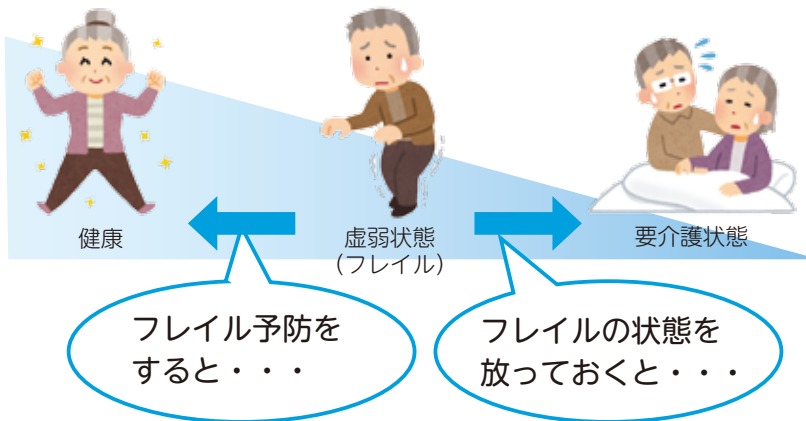 健康
虚弱状態
（フレイル）
要介護状態
フレイル予防を
すると・・・
フレイルの状態を
放っておくと・・・